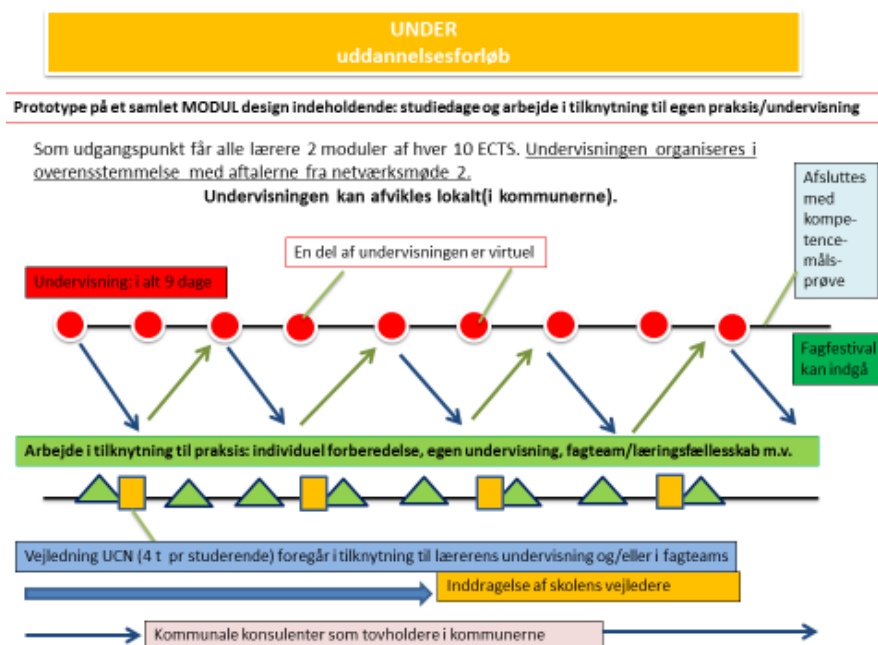 UNDER
uddannelsesforløb
Prototype på et samlet MODUL design indeholdende: studiedage og arbejde i tilknytning til egen praksis/undervisning
Som udgangspunkt får alle lærere 2 moduler af hver 10 ECTS. Undervisningen organiseres i
overensstemmelse med aftalerne fra netværksmøde 2.
Undervisningen kan afvikles lokalt(i kommunerne).
Afsluttes
med
kompe-
tence-
måls-
prøve
En del af undervisningen er virtuel
Undervisning: i alt 9 dage
Fagfestival
kan indgå
Arbejde i tilknytning til praksis: individuel forberedelse, egen undervisning, fagteam/læringsfællesskab m.v.
Vejledning UCN (4 t pr studerende) foregår i tilknytning til lærerens undervisning og/eller i fagteams
Inddragelse af skolens vejledere
Kommunale konsulenter som tovholdere i kommunerne